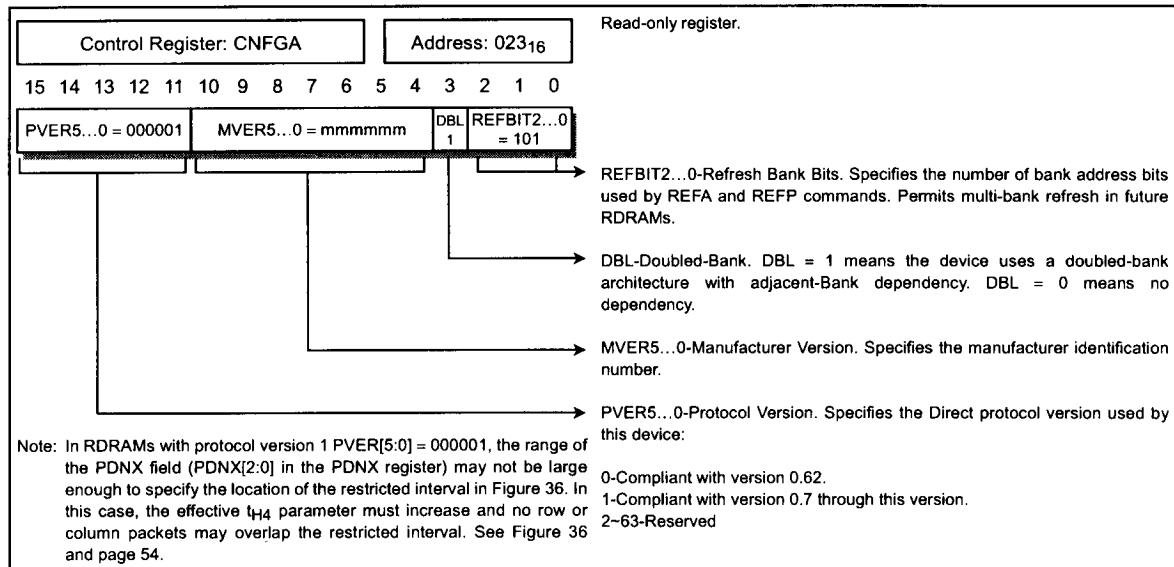 Control Register: CNFGA
Address: 023₁₆
Read-only register.
15 14 13 12 11 10 9 8 7 6 5 4 3 2 1 0
PVER5...0 = 000001
MVER5...0 = mmmmmm
DBL
1
REFBIT2...0
= 101
REFBIT2...0-Refresh Bank Bits. Specifies the number of bank address bits
used by REFA and REFP commands. Permits multi-bank refresh in future
RDRAMs.
DBL-Doubled-Bank. DBL = 1 means the device uses a doubled-bank
architecture with adjacent-Bank dependency. DBL = 0 means no
dependency.
MVER5...0-Manufacturer Version. Specifies the manufacturer identification
number.
PVER5...0-Protocol Version. Specifies the Direct protocol version used by
this device:
0-Compliant with version 0.62.
1-Compliant with version 0.7 through this version.
2~63-Reserved
Note: In RDRAMs with protocol version 1 PVER[5:0] = 000001, the range of
the PDNX field (PDNX[2:0] in the PDNX register) may not be large
enough to specify the location of the restricted interval in Figure 36. In
this case, the effective tH4 parameter must increase and no row or
column packets may overlap the restricted interval. See Figure 36
and page 54.